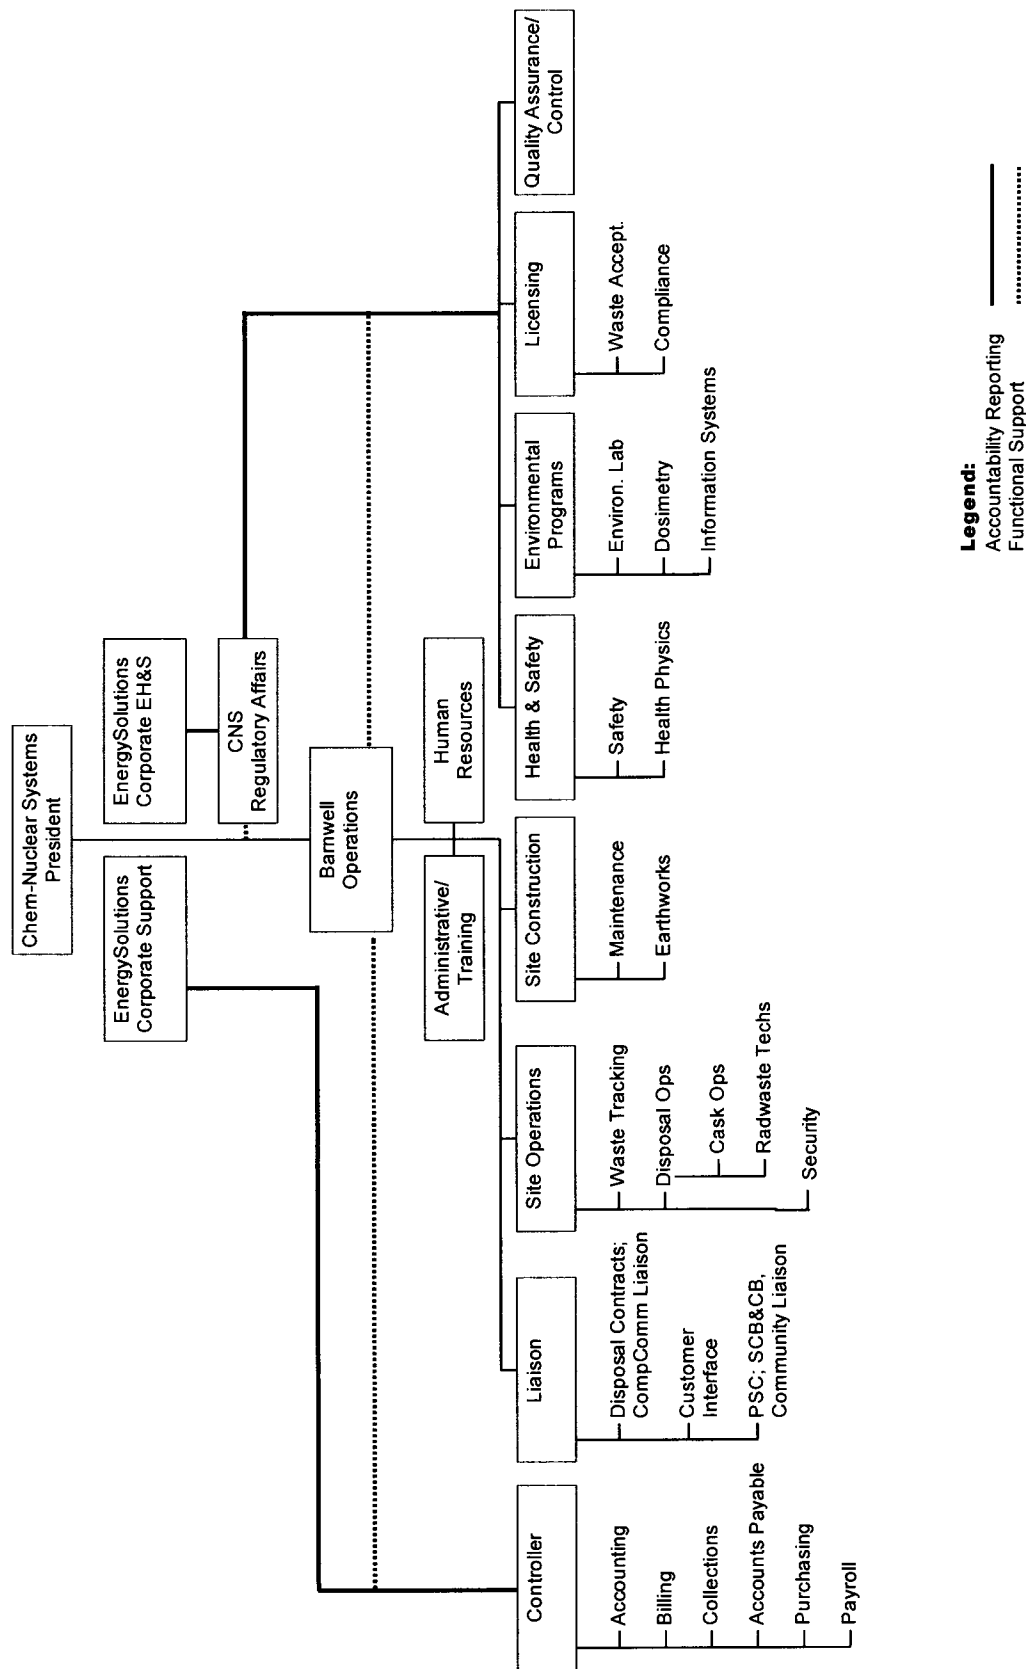 Chem-Nuclear Systems
President
EnergySolutions
Corporate Support
EnergySolutions
Corporate EH&S
CNS
Regulatory Affairs
Barnwell
Operations
Administrative/
Training
Human
Resources
Controller
Accounting
Billing
Collections
Accounts Payable
Purchasing
Payroll
Liaison
Disposal Contracts;
CompComm Liaison
Customer
Interface
PSC; SCB&CB,
Community Liaison
Site Operations
Waste Tracking
Disposal Ops
Cask Ops
Radwaste Techs
Security
Site Construction
Maintenance
Earthworks
Health & Safety
Safety
Health Physics
Environmental
Programs
Environ. Lab
Dosimetry
Information Systems
Licensing
Waste Accept.
Compliance
Quality Assurance/
Control
Legend:
Accountability Reporting
Functional Support